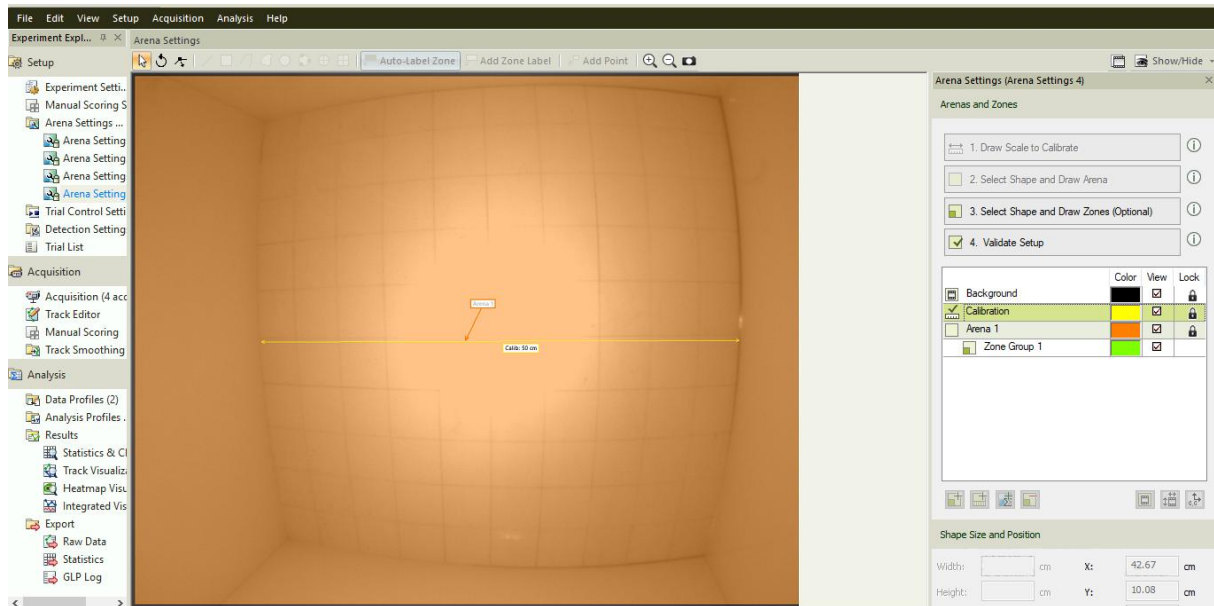 File Edit View Setup Acquisition Analysis Help
Experiment Expl...
Arena Settings
Auto-Label Zone
Add Zone Label
Add Point
Show/Hide
Setup
Experiment Setti..
Manual Scoring S
Arena Settings ...
Arena Setting
Arena Setting
Arena Setting
Arena Setting
Trial Control Setti
Detection Setting
Trial List
Acquisition
Acquisition (4 acc
Track Editor
Manual Scoring
Track Smoothing
Analysis
Data Profiles (2)
Analysis Profiles .
Results
Statistics & Cl
Track Visualiz
Heatmap Visu
Integrated Vis
Export
Raw Data
Statistics
GLP Log
Arena 1
Calib: 50 cm
Arena Settings (Arena Settings 4)
Arenas and Zones
1. Draw Scale to Calibrate
2. Select Shape and Draw Arena
3. Select Shape and Draw Zones (Optional)
4. Validate Setup
Color View Lock
Background
Calibration
Arena 1
Zone Group 1
Shape Size and Position
Width: cm X: 42.67 cm
Height: cm Y: 10.08 cm